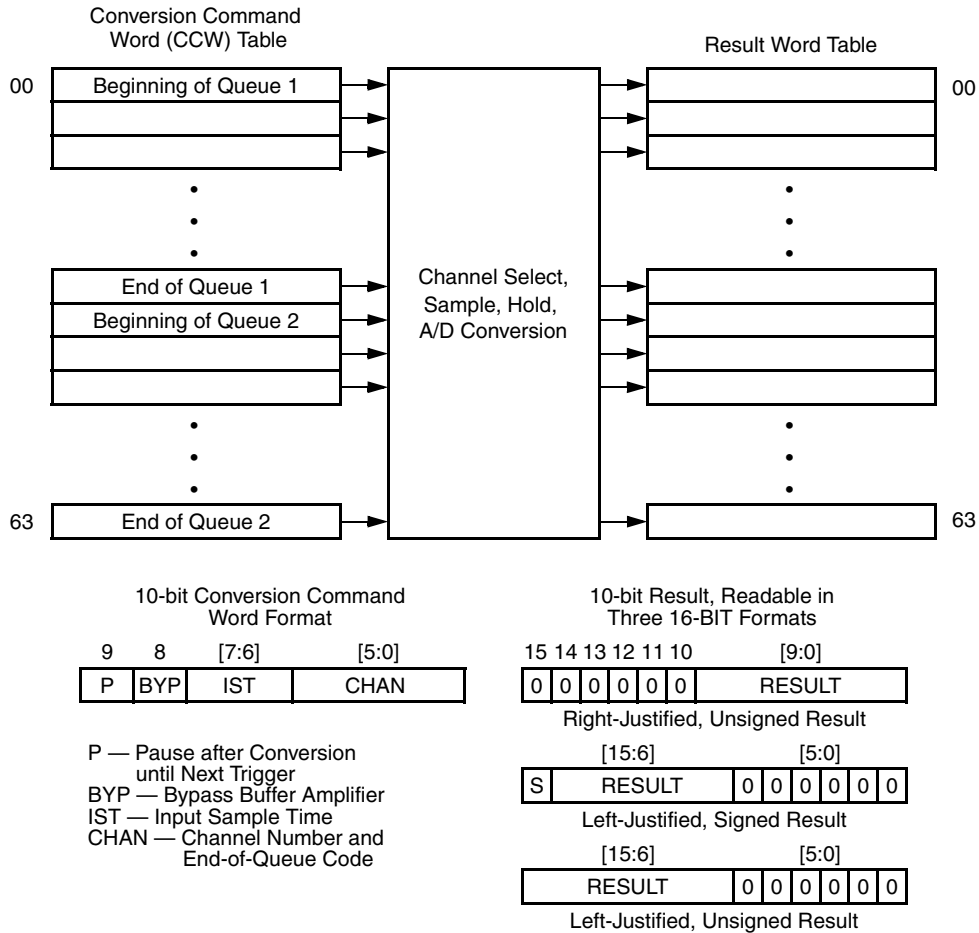 Conversion Command
Word (CCW) Table
Result Word Table
00
Beginning of Queue 1
00
End of Queue 1
Beginning of Queue 2
Channel Select,
Sample, Hold,
A/D Conversion
63
End of Queue 2
63
10-bit Conversion Command
Word Format
9 8 [7:6] [5:0]
P BYP IST CHAN
P — Pause after Conversion
until Next Trigger
BYP — Bypass Buffer Amplifier
IST — Input Sample Time
CHAN — Channel Number and
End-of-Queue Code
10-bit Result, Readable in
Three 16-BIT Formats
15 14 13 12 11 10 [9:0]
0 0 0 0 0 0 RESULT
Right-Justified, Unsigned Result
[15:6] [5:0]
S RESULT 0 0 0 0 0 0
Left-Justified, Signed Result
[15:6] [5:0]
RESULT 0 0 0 0 0 0
Left-Justified, Unsigned Result